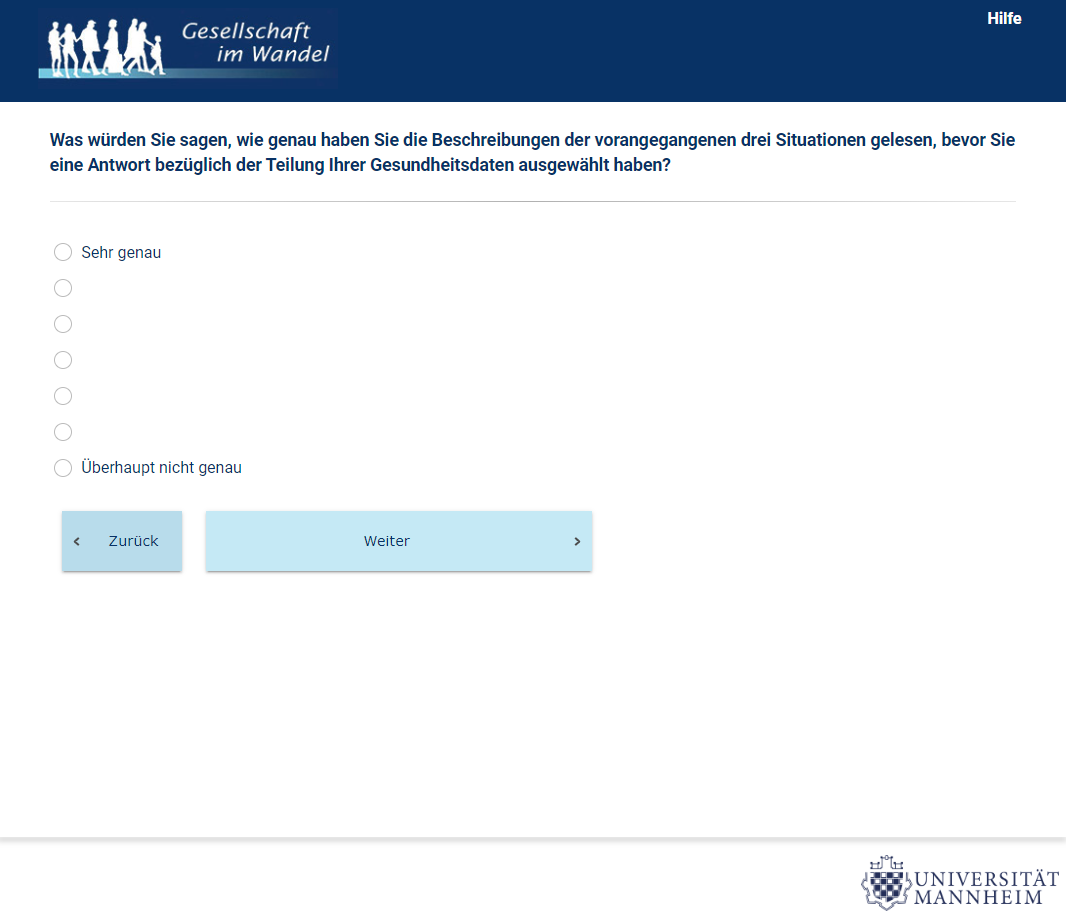 Gesellschaft
im Wandel
Hilfe
Was würden Sie sagen, wie genau haben Sie die Beschreibungen der vorangegangenen drei Situationen gelesen, bevor Sie
eine Antwort bezüglich der Teilung Ihrer Gesundheitsdaten ausgewählt haben?
Sehr genau
Überhaupt nicht genau
Zurück
Weiter
UNIVERSITÄT
MANNHEIM